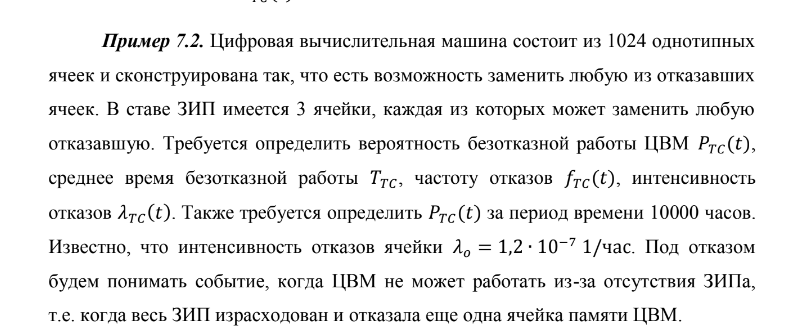 Пример 7.2. Цифровая вычислительная машина состоит из 1024 однотипных
ячеек и сконструирована так, что есть возможность заменить любую из отказавших
ячеек. В ставе ЗИП имеется 3 ячейки, каждая из которых может заменить любую
отказавшую. Требуется определить вероятность безотказной работы ЦВМ P_{TC}(t),
среднее время безотказной работы T_{TC}, частоту отказов f_{TC}(t), интенсивность
отказов λ_{TC}(t). Также требуется определить P_{TC}(t) за период времени 10000 часов.
Известно, что интенсивность отказов ячейки λ_o = 1,2 · 10⁻⁷ 1/час. Под отказом
будем понимать событие, когда ЦВМ не может работать из-за отсутствия ЗИПа,
т.е. когда весь ЗИП израсходован и отказала еще одна ячейка памяти ЦВМ.